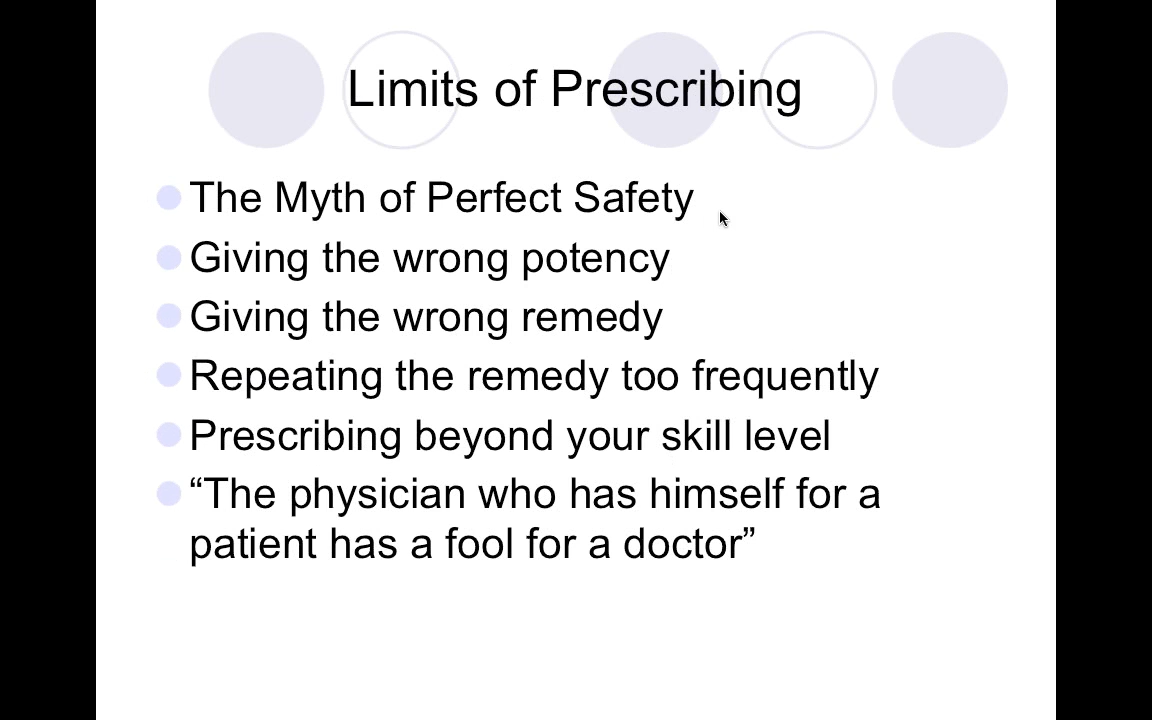 Limits of Prescribing
The Myth of Perfect Safety
Giving the wrong potency
Giving the wrong remedy
Repeating the remedy too frequently
Prescribing beyond your skill level
“The physician who has himself for a
patient has a fool for a doctor”